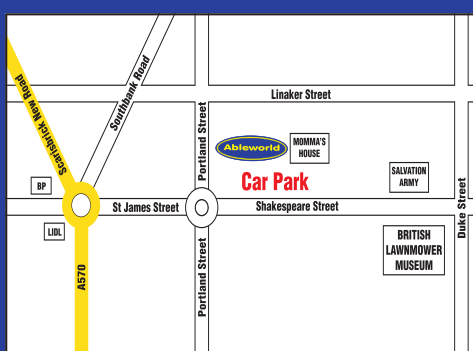 Scarisbrick New Road
Southbank Road
Linaker Street
Portland Street
Ableworld
MOMMA'S
HOUSE
Car Park
SALVATION
ARMY
BP
St James Street
Shakespeare Street
Duke Street
LIDL
BRITISH
LAWNMOWER
MUSEUM
A570
Portland Street